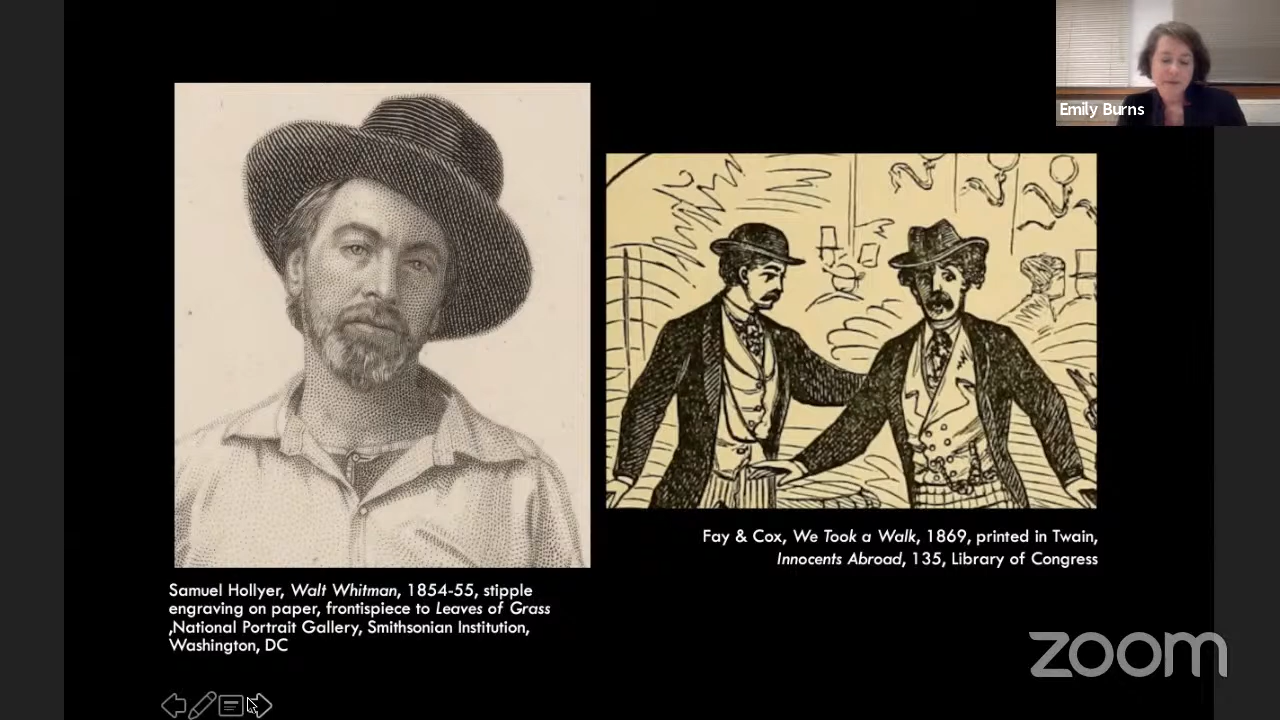 Emily Burns
Fay & Cox, We Took a Walk, 1869, printed in Twain,
Innocents Abroad, 135, Library of Congress
Samuel Hollyer, Walt Whitman, 1854-55, stipple
engraving on paper, frontispiece to Leaves of Grass
,National Portrait Gallery, Smithsonian Institution,
Washington, DC
zoom